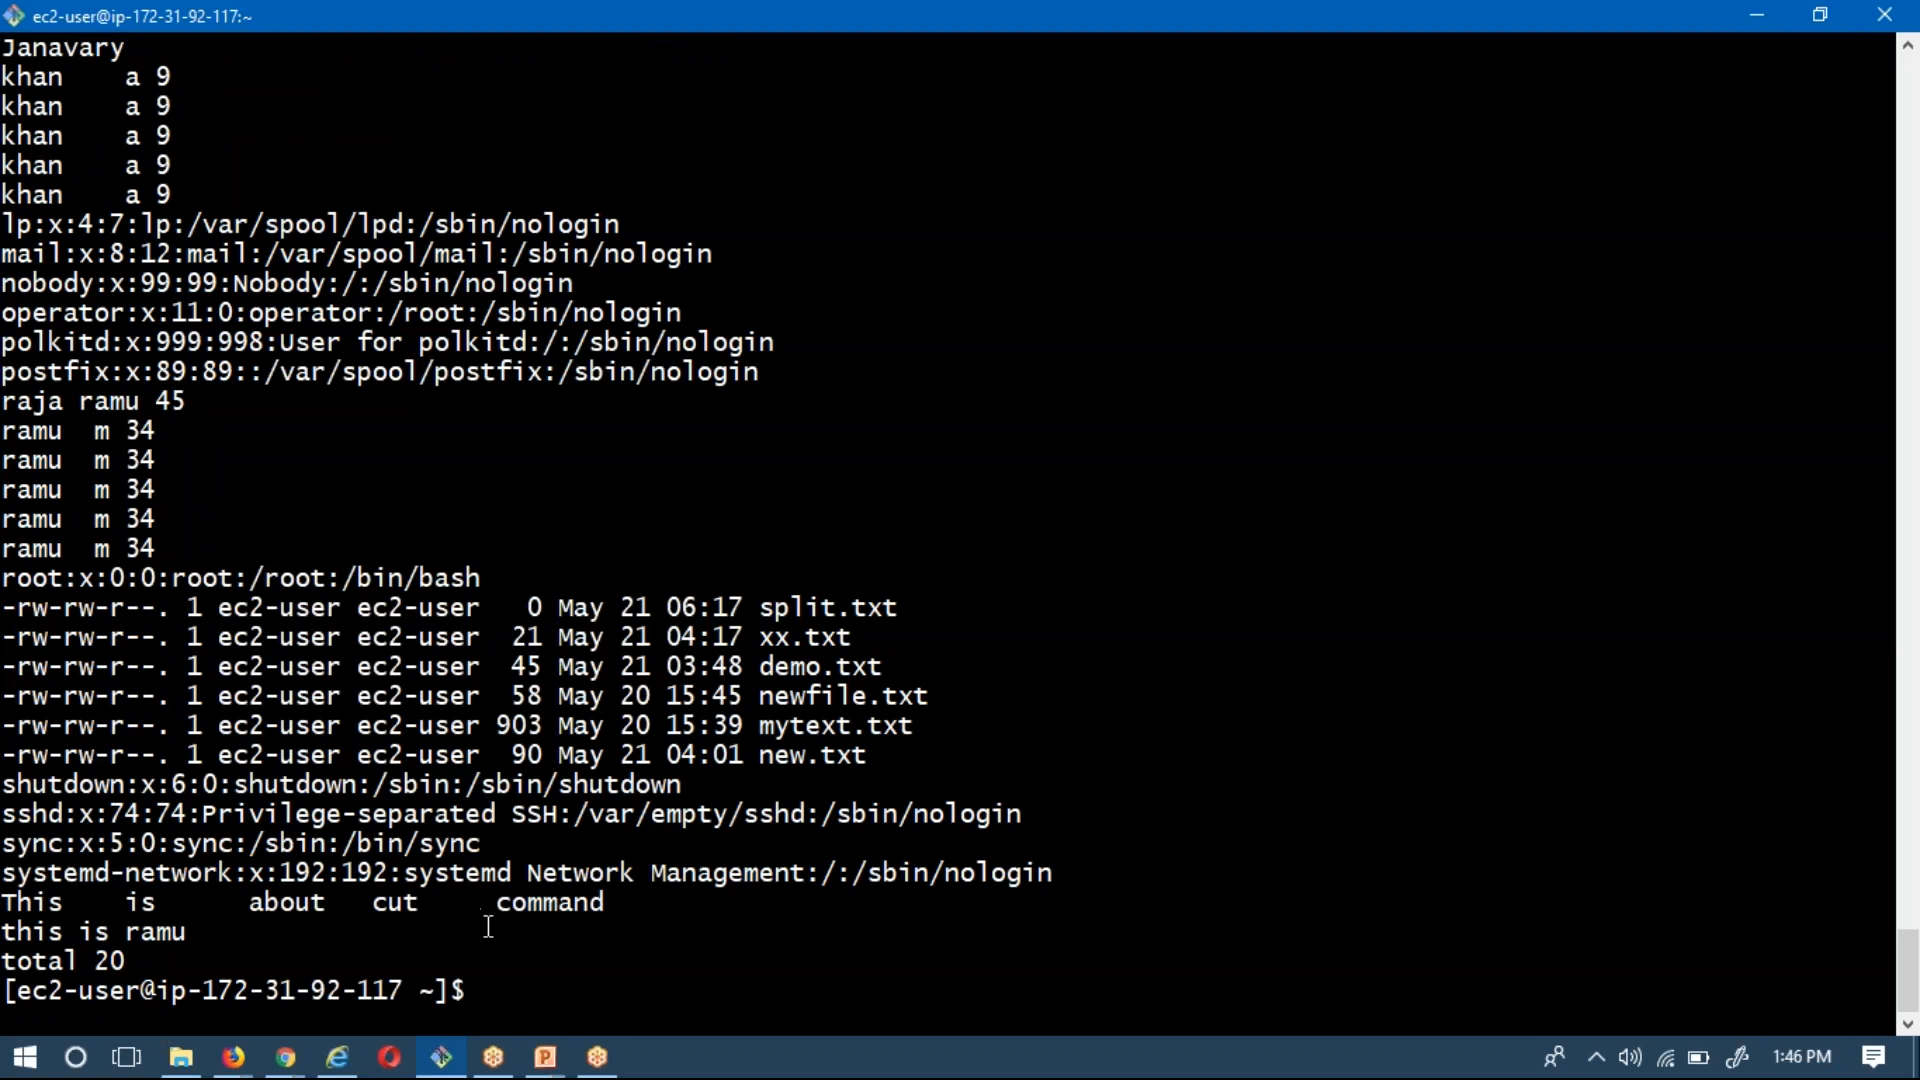 ec2-user@ip-172-31-92-117:~
Janavary
khan    a 9
khan    a 9
khan    a 9
khan    a 9
khan    a 9
lp:x:4:7:lp:/var/spool/lpd:/sbin/nologin
mail:x:8:12:mail:/var/spool/mail:/sbin/nologin
nobody:x:99:99:Nobody:/:/sbin/nologin
operator:x:11:0:operator:/root:/sbin/nologin
polkitd:x:999:998:User for polkitd:/:/sbin/nologin
postfix:x:89:89::/var/spool/postfix:/sbin/nologin
raja ramu 45
ramu  m 34
ramu  m 34
ramu  m 34
ramu  m 34
ramu  m 34
root:x:0:0:root:/root:/bin/bash
-rw-rw-r--. 1 ec2-user ec2-user   0 May 21 06:17 split.txt
-rw-rw-r--. 1 ec2-user ec2-user  21 May 21 04:17 xx.txt
-rw-rw-r--. 1 ec2-user ec2-user  45 May 21 03:48 demo.txt
-rw-rw-r--. 1 ec2-user ec2-user  58 May 20 15:45 newfile.txt
-rw-rw-r--. 1 ec2-user ec2-user 903 May 20 15:39 mytext.txt
-rw-rw-r--. 1 ec2-user ec2-user  90 May 21 04:01 new.txt
shutdown:x:6:0:shutdown:/sbin:/sbin/shutdown
sshd:x:74:74:Privilege-separated SSH:/var/empty/sshd:/sbin/nologin
sync:x:5:0:sync:/sbin:/bin/sync
systemd-network:x:192:192:systemd Network Management:/:/sbin/nologin
This    is      about   cut     command
this is ramu
total 20
[ec2-user@ip-172-31-92-117 ~]$
1:46 PM